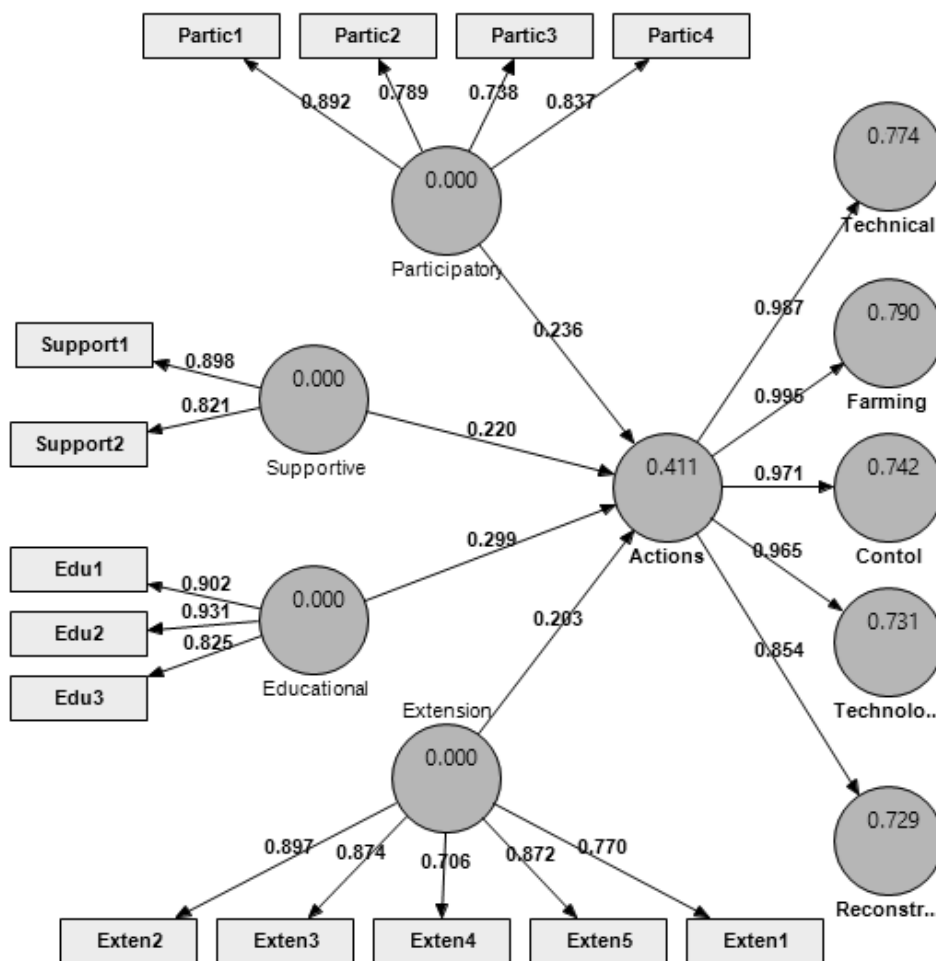 Partic1
Partic2
Partic3
Partic4
0.892
0.789
0.738
0.837
0.000
Participatory
0.774
Technical
0.236
0.987
Support1
0.898
0.000
0.790
Support2
0.821
Supportive
0.220
0.995
Farming
0.411
Actions
0.971
0.742
Contol
Edu1
0.902
0.299
0.965
Edu2
0.931
0.000
0.731
Edu3
0.825
Educational
0.203
0.854
Technolo...
Extension
0.000
0.729
Reconstr...
0.897
0.874
0.706
0.872
0.770
Exten2
Exten3
Exten4
Exten5
Exten1